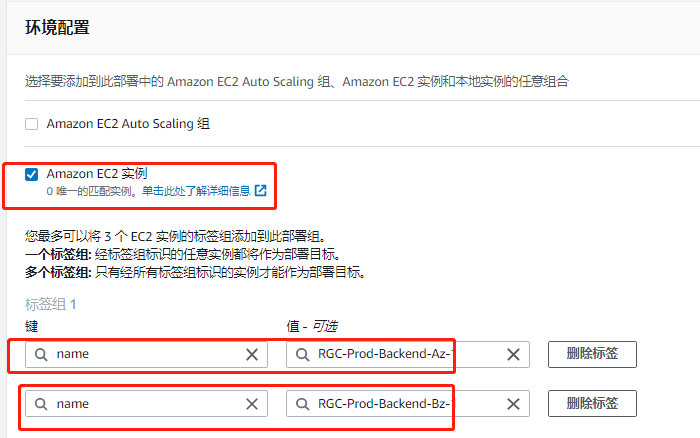 环境配置
选择要添加到此部署中的 Amazon EC2 Auto Scaling 组、Amazon EC2 实例和本地实例的任意组合
Amazon EC2 Auto Scaling 组
Amazon EC2 实例
0 唯一的匹配实例。单击此处了解详细信息
您最多可以将 3 个 EC2 实例的标签组添加到此部署组。
一个标签组: 经标签组标识的任意实例都将作为部署目标。
多个标签组: 只有经所有标签组标识的实例才能作为部署目标。
标签组 1
键 值 - 可选
name RGC-Prod-Backend-Az- 删除标签
name RGC-Prod-Backend-Bz- 删除标签